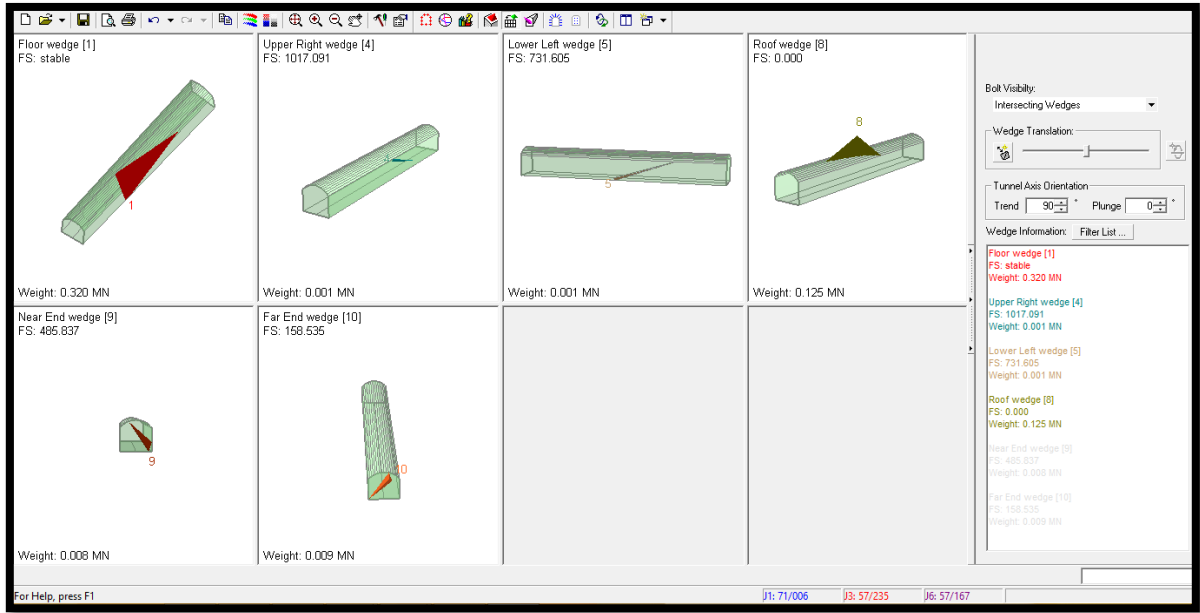 Floor wedge [1]
FS: stable
1
Weight: 0.320 MN
Upper Right wedge [4]
FS: 1017.091
4
Weight: 0.001 MN
Lower Left wedge [5]
FS: 731.605
5
Weight: 0.001 MN
Roof wedge [8]
FS: 0.000
8
Weight: 0.125 MN
Near End wedge [9]
FS: 485.837
9
Weight: 0.008 MN
Far End wedge [10]
FS: 158.535
10
Weight: 0.009 MN
Bolt Visibility:
Intersecting Wedges
Wedge Translation:
Tunnel Axis Orientation
Trend 90 ° Plunge 0 °
Wedge Information: Filter List ...
Floor wedge [1]
FS: stable
Weight: 0.320 MN
Upper Right wedge [4]
FS: 1017.091
Weight: 0.001 MN
Lower Left wedge [5]
FS: 731.605
Weight: 0.001 MN
Roof wedge [8]
FS: 0.000
Weight: 0.125 MN
Near End wedge [9]
FS: 485.837
Weight: 0.008 MN
Far End wedge [10]
FS: 158.535
Weight: 0.009 MN
For Help, press F1
J1: 71/006 J3: 57/235 J6: 57/167